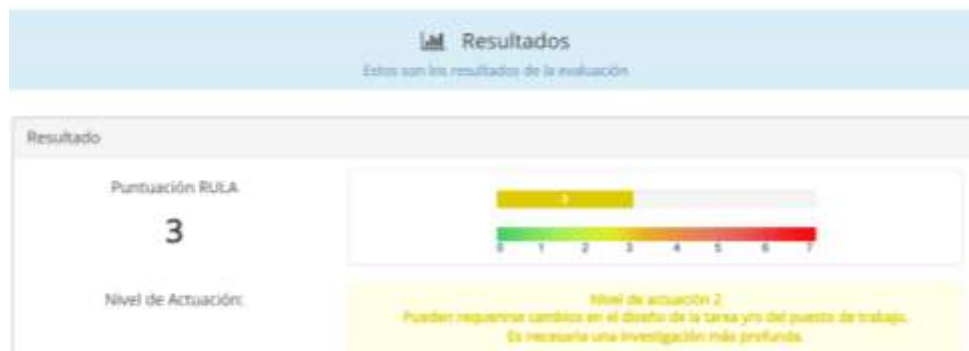 Resultados
Estos son los resultados de la evaluación
Resultado
Puntuación RULA
3
3
0 1 2 3 4 5 6 7
Nivel de Actuación:
Nivel de actuación 2
Pueden requerirse cambios en el diseño de la tarea y/o del puesto de trabajo.
Es necesaria una investigación más profunda.